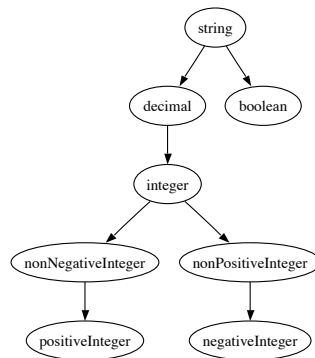 string
decimal
boolean
integer
nonNegativeInteger
nonPositiveInteger
positiveInteger
negativeInteger